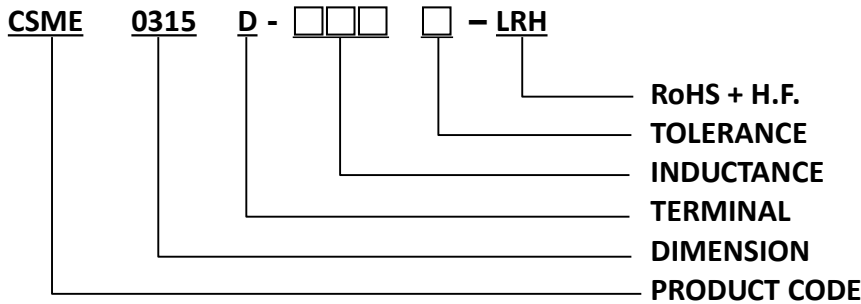 CSME 0315 D - □□□ □ – LRH
RoHS + H.F.
TOLERANCE
INDUCTANCE
TERMINAL
DIMENSION
PRODUCT CODE